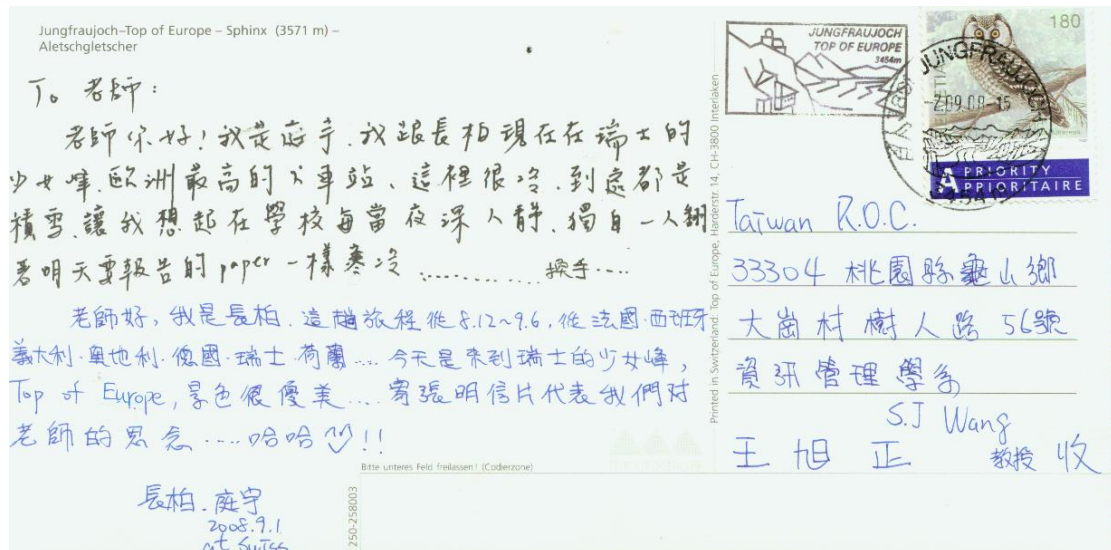 Jungfraujoch–Top of Europe – Sphinx (3571 m) –
Aletschgletscher
To 老師：
老師你好！我是庭宇.我跟長柏現在在瑞士的
少女峰.歐洲最高的火車站、這裡很冷.到處都是
積雪.讓我想起在學校每當夜深人靜.獨自一人翻
著明天要報告的paper一樣寒冷............換手....
老師好，我是長柏.這趟旅程從8.12~9.6，從法國·西班牙
義大利·奧地利·德國·瑞士·荷蘭....今天是來到瑞士的少女峰，
Top of Europe，景色很優美....寄張明信片代表我們对
老師的思念....哈哈!!
長柏.庭宇
2008.9.1
at Swiss
Bitte unteres Feld freilassen! (Codierzone)
250-258003
Printed in Switzerland: Top of Europe, Harderstr. 14, CH-3800 Interlaken
JUNGFRAUJOCH
TOP OF EUROPE
3454m
180
HELVETIA
JUNGFRAUJOCH
-2.09.08-15
3454 m
A PRIORITY
PRIORITAIRE
Taiwan R.O.C.
33304 桃園縣龜山鄉
大崗村樹人路 56號
資訊管理學系
S.J Wang
王旭正 教授 收